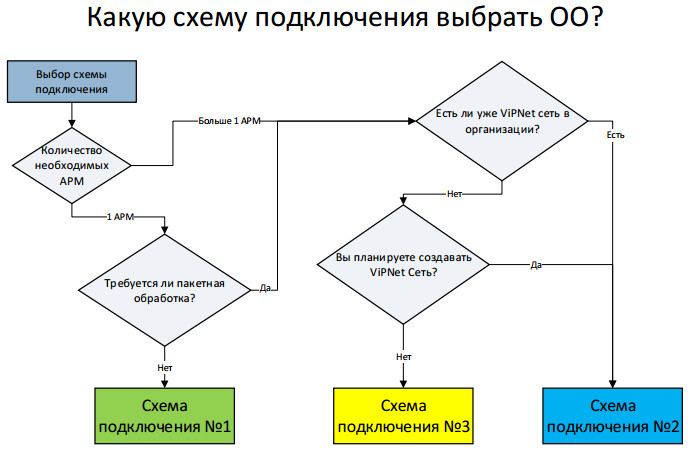 Какую схему подключения выбрать ОО?
Выбор схемы
подключения
Количество
необходимых
АРМ
Больше 1 АРМ
Есть ли уже ViPNet сеть в
организации?
Есть
1 АРМ
Нет
Требуется ли пакетная
обработка?
Да
Вы планируете создавать
ViPNet Сеть?
Да
Нет
Нет
Схема
подключения №1
Схема
подключения №3
Схема
подключения №2